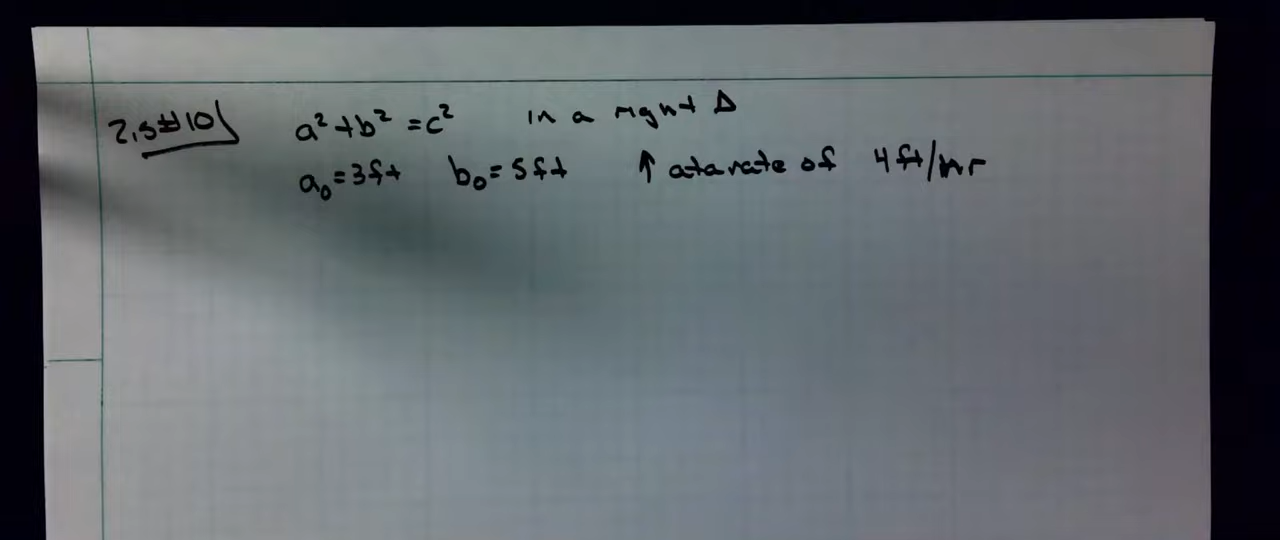 2.5#10) a²+b²=c² in a right Δ
a₀=3ft b₀=5ft ↑ at a rate of 4ft/hr